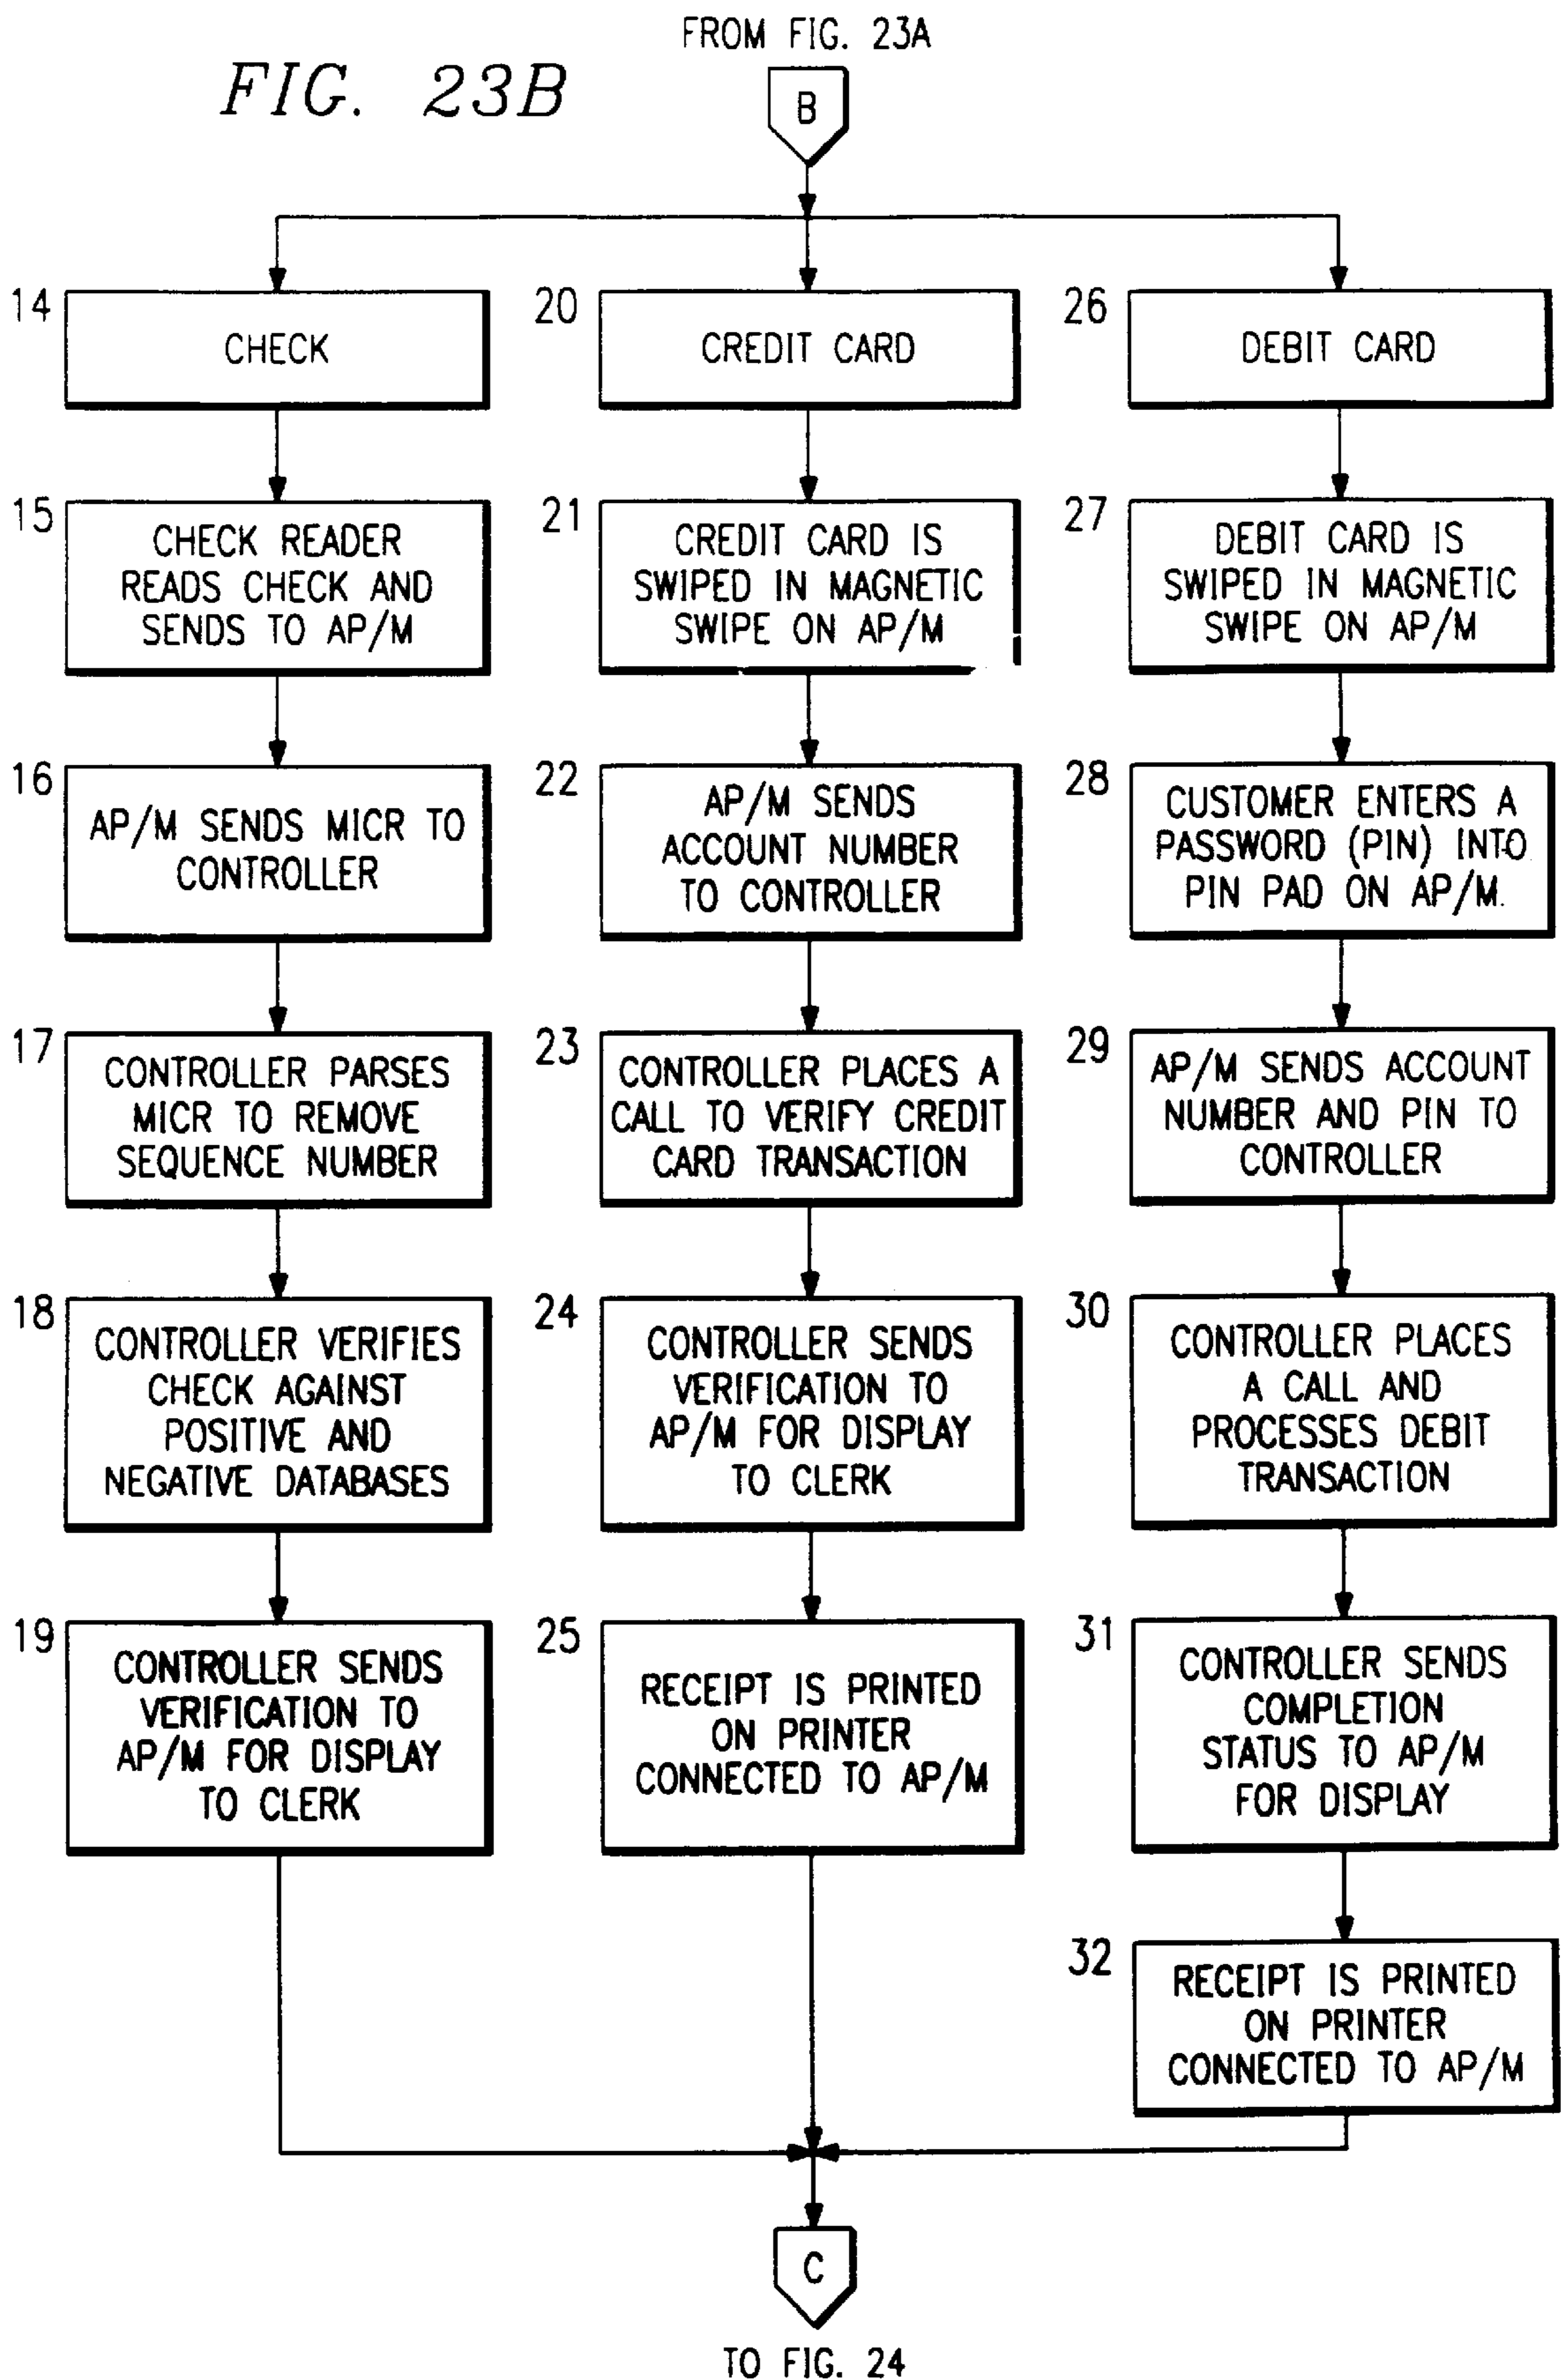 FROM FIG. 23A
FIG. 23B
B
14
CHECK
15
CHECK READER
READS CHECK AND
SENDS TO AP/M
16
AP/M SENDS MICR TO
CONTROLLER
17
CONTROLLER PARSES
MICR TO REMOVE
SEQUENCE NUMBER
18
CONTROLLER VERIFIES
CHECK AGAINST
POSITIVE AND
NEGATIVE DATABASES
19
CONTROLLER SENDS
VERIFICATION TO
AP/M FOR DISPLAY
TO CLERK
20
CREDIT CARD
21
CREDIT CARD IS
SWIPED IN MAGNETIC
SWIPE ON AP/M
22
AP/M SENDS
ACCOUNT NUMBER
TO CONTROLLER
23
CONTROLLER PLACES A
CALL TO VERIFY CREDIT
CARD TRANSACTION
24
CONTROLLER SENDS
VERIFICATION TO
AP/M FOR DISPLAY
TO CLERK
25
RECEIPT IS PRINTED
ON PRINTER
CONNECTED TO AP/M
26
DEBIT CARD
27
DEBIT CARD IS
SWIPED IN MAGNETIC
SWIPE ON AP/M
28
CUSTOMER ENTERS A
PASSWORD (PIN) INTO
PIN PAD ON AP/M.
29
AP/M SENDS ACCOUNT
NUMBER AND PIN TO
CONTROLLER
30
CONTROLLER PLACES
A CALL AND
PROCESSES DEBIT
TRANSACTION
31
CONTROLLER SENDS
COMPLETION
STATUS TO AP/M
FOR DISPLAY
32
RECEIPT IS PRINTED
ON PRINTER
CONNECTED TO AP/M
C
TO FIG. 24